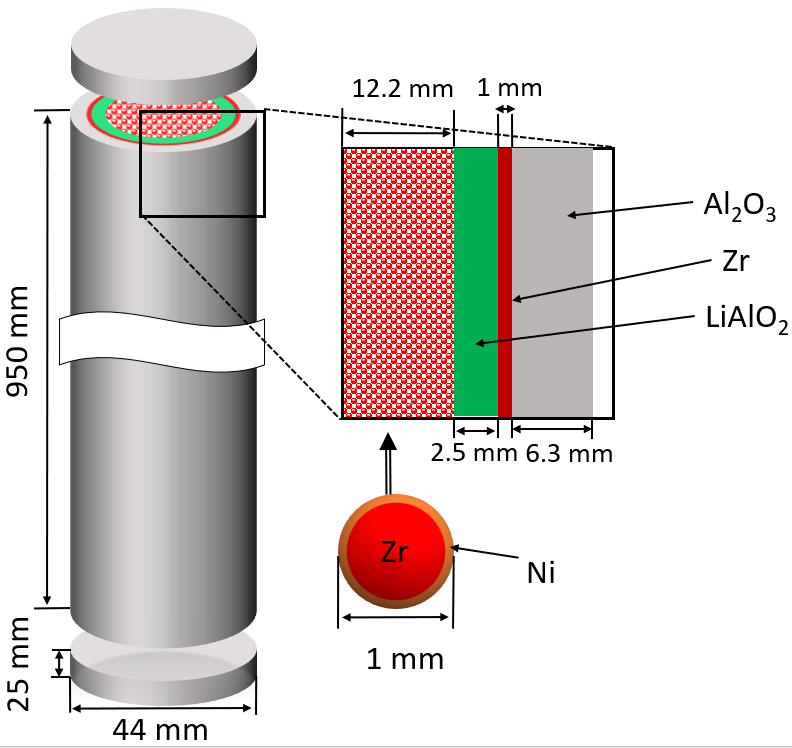 12.2 mm
1 mm
Al₂O₃
Zr
LiAlO₂
950 mm
2.5 mm
6.3 mm
Zr
Ni
1 mm
25 mm
44 mm